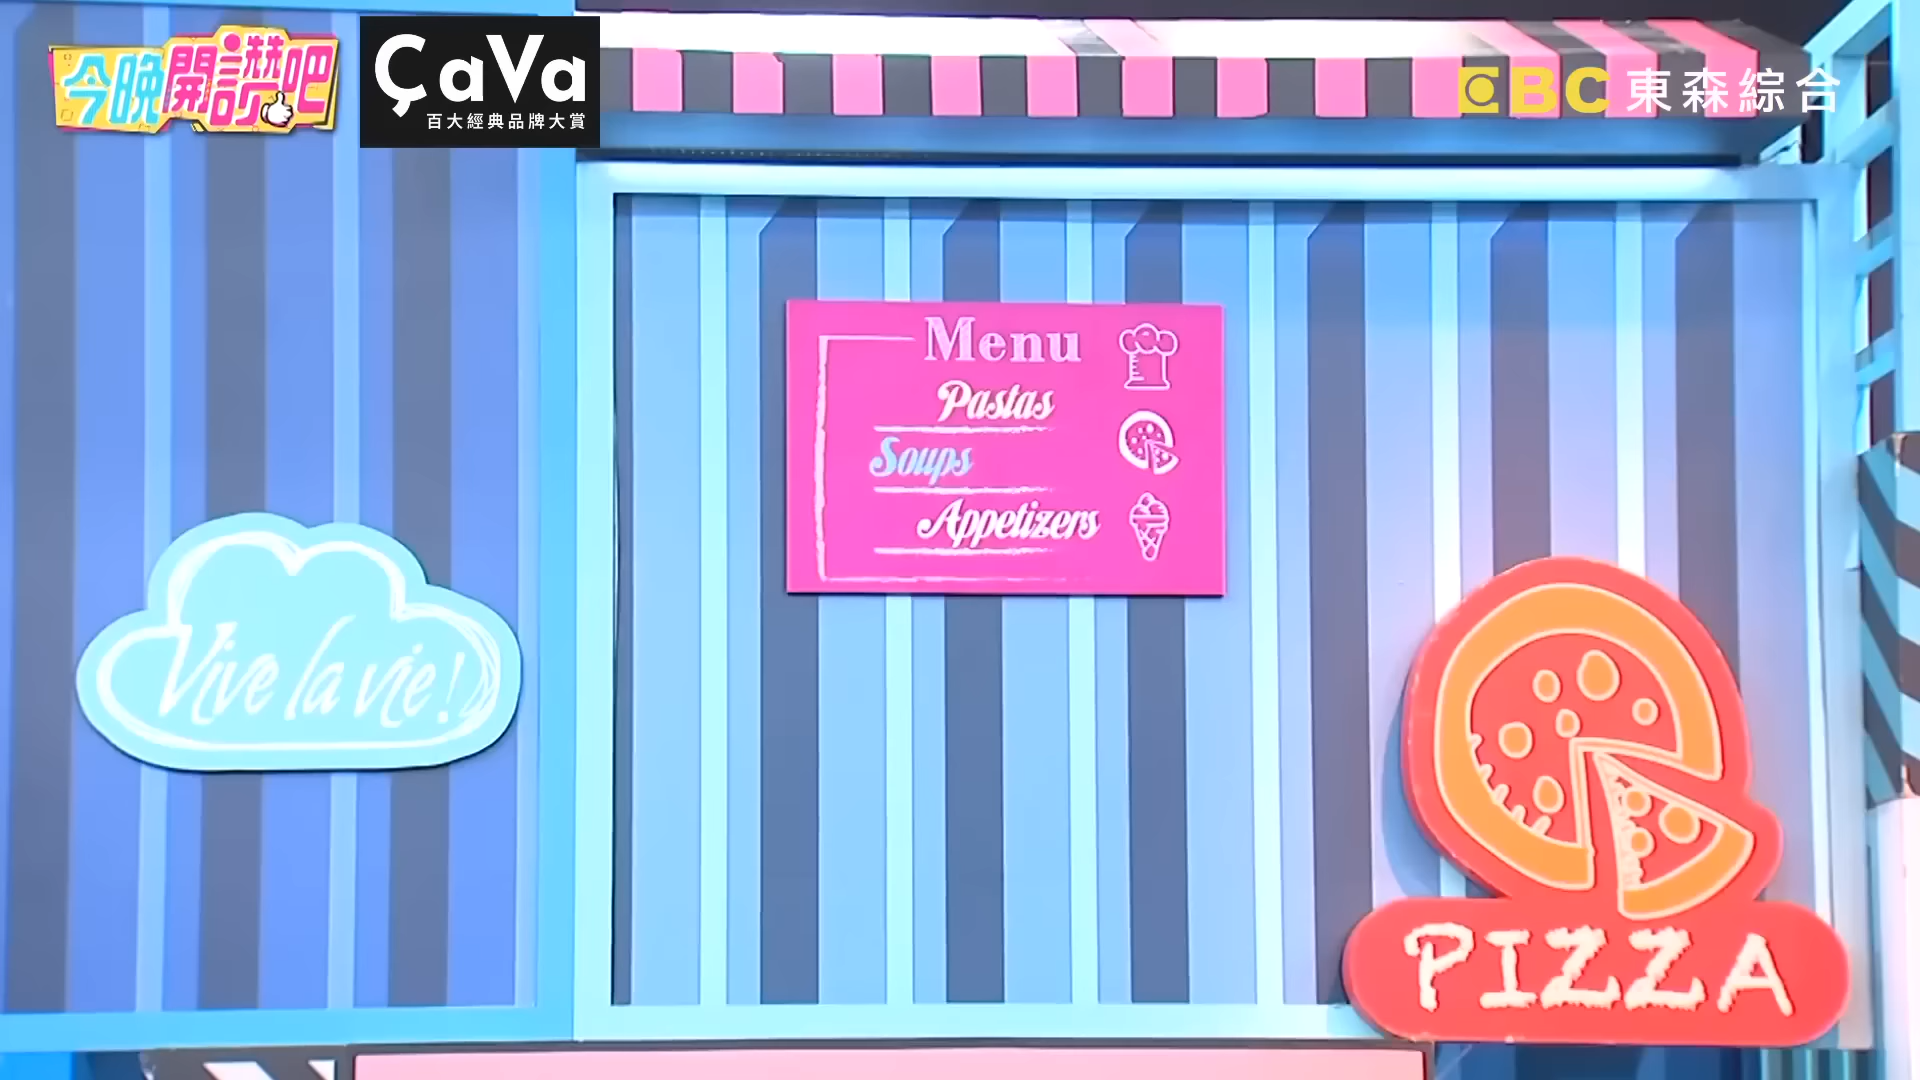 今晚開讚吧
ÇaVa
百大經典品牌大賞
EBC 東森綜合
Menu
Pastas
Soups
Appetizers
Vive la vie!
PIZZA